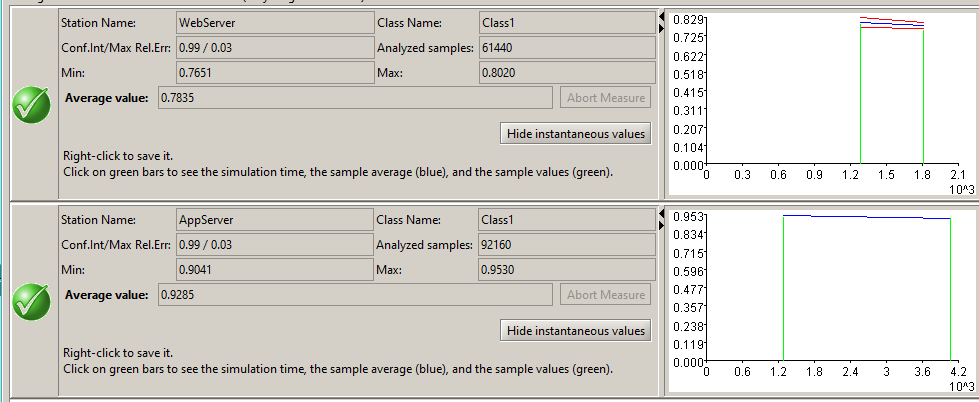 Station Name: WebServer Class Name: Class1
Conf.Int/Max Rel.Err: 0.99 / 0.03 Analyzed samples: 61440
Min: 0.7651 Max: 0.8020
Average value: 0.7835 Abort Measure
Hide instantaneous values
Right-click to save it.
Click on green bars to see the simulation time, the sample average (blue), and the sample values (green).
0.829
0.725
0.622
0.518
0.415
0.311
0.207
0.104
0.000
0 0.3 0.6 0.9 1.2 1.5 1.8 2.1
10^3
Station Name: AppServer Class Name: Class1
Conf.Int/Max Rel.Err: 0.99 / 0.03 Analyzed samples: 92160
Min: 0.9041 Max: 0.9530
Average value: 0.9285 Abort Measure
Hide instantaneous values
Right-click to save it.
Click on green bars to see the simulation time, the sample average (blue), and the sample values (green).
0.953
0.834
0.715
0.596
0.477
0.357
0.238
0.119
0.000
0 0.6 1.2 1.8 2.4 3 3.6 4.2
10^3